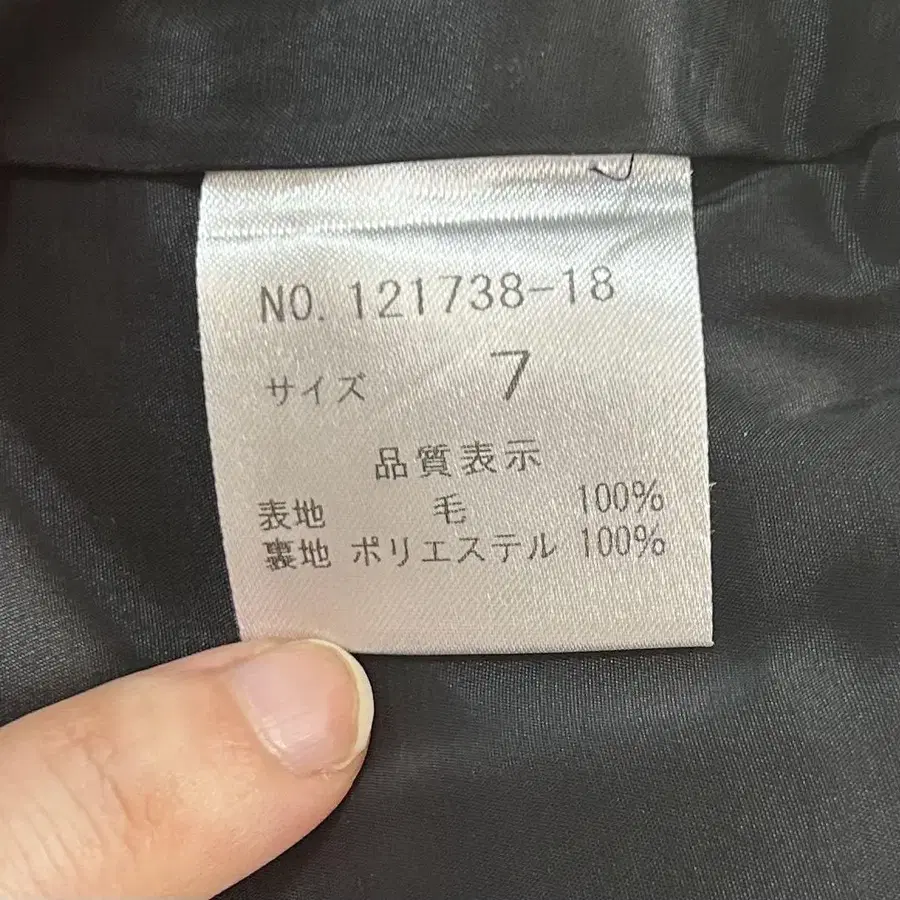 NO. 121738-18
サイズ 7
品質表示
表地 毛 100%
裏地 ポリエステル 100%